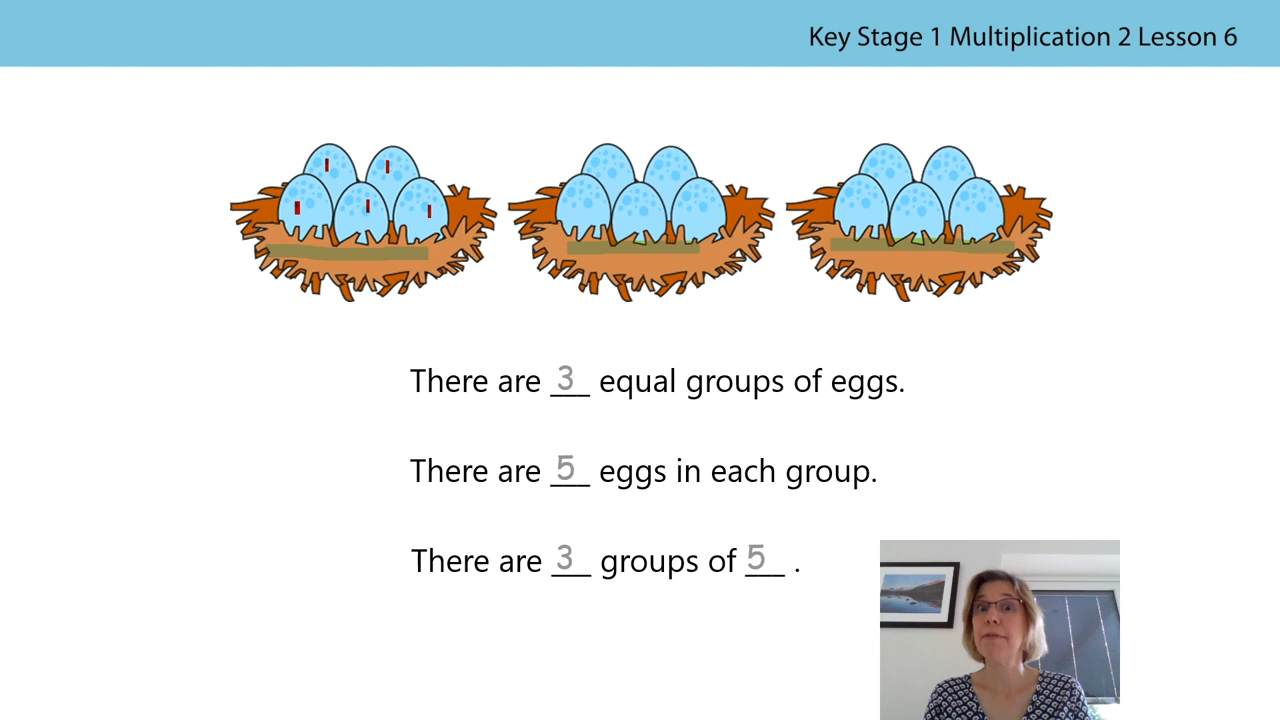 Key Stage 1 Multiplication 2 Lesson 6
There are 3 equal groups of eggs.
There are 5 eggs in each group.
There are 3 groups of 5 .